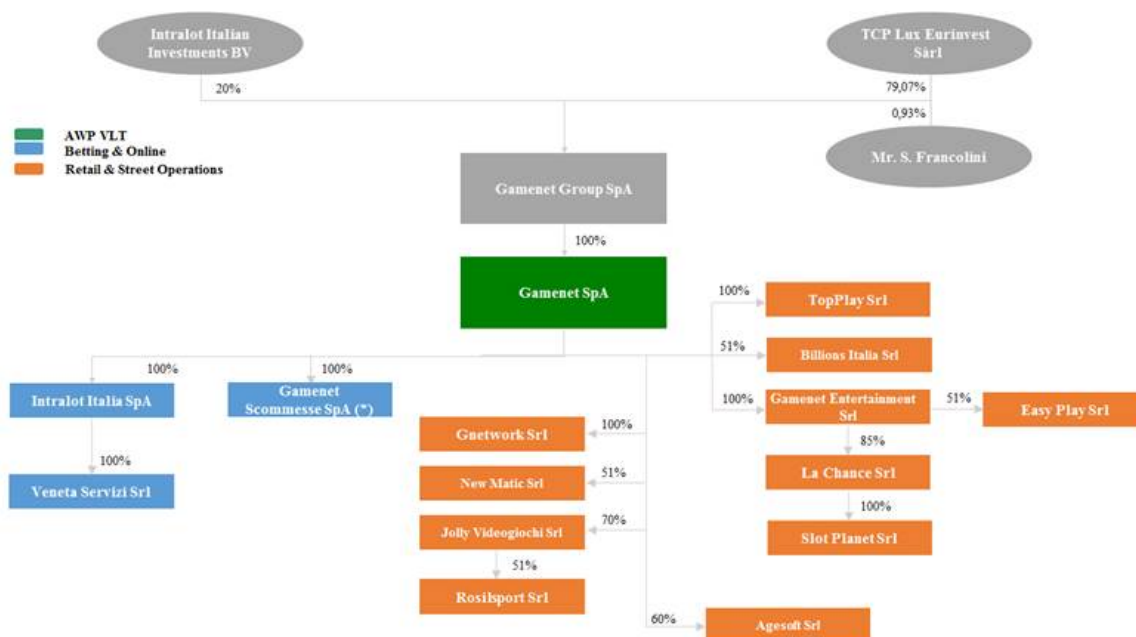 Intralot Italian
Investments BV
TCP Lux Eurinvest
Sàrl
20%
79,07%
0,93%
AWP VLT
Betting & Online
Retail & Street Operations
Mr. S. Francolini
Gamenet Group SpA
100%
Gamenet SpA
100%
TopPlay Srl
51%
Billions Italia Srl
100%
100%
Intralot Italia SpA
Gamenet
Scommesse SpA (*)
100%
Gamenet Entertainment
Srl
51%
Easy Play Srl
100%
Gnetwork Srl
85%
La Chance Srl
100%
Veneta Servizi Srl
51%
New Matic Srl
100%
Slot Planet Srl
70%
Jolly Videogiochi Srl
51%
Rosilsport Srl
60%
Agesoft Srl